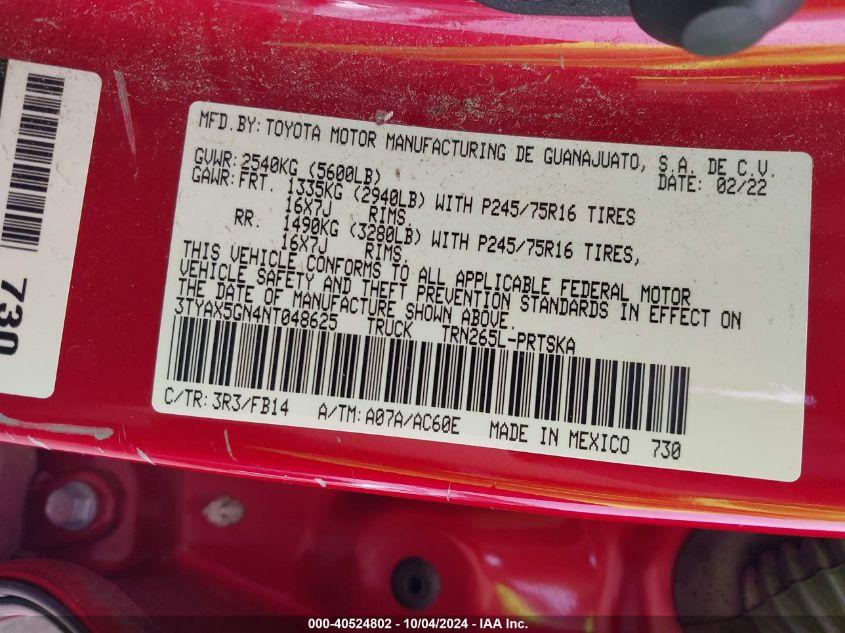 MFD.BY: TOYOTA MOTOR MANUFACTURING DE GUANAJUATO, S.A. DE C.V.
GVWR: 2540KG (5600LB) DATE: 02/22
GAWR: FRT. 1335KG (2940LB) WITH P245/75R16 TIRES
16X7J RIMS.
RR. 1490KG (3280LB) WITH P245/75R16 TIRES,
16X7J RIMS.
THIS VEHICLE CONFORMS TO ALL APPLICABLE FEDERAL MOTOR
VEHICLE SAFETY AND THEFT PREVENTION STANDARDS IN EFFECT ON
THE DATE OF MANUFACTURE SHOWN ABOVE.
3TYAX5GN4NT048625 TRUCK TRN265L-PRTSKA
C/TR: 3R3/FB14 A/TM: A07A/AC60E MADE IN MEXICO 730
730
000-40524802 - 10/04/2024 - IAA Inc.